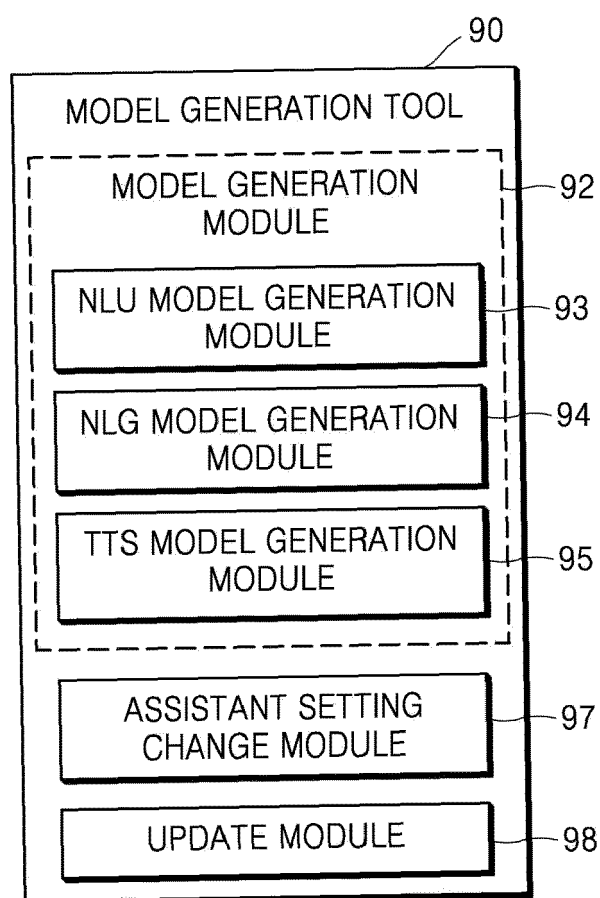 90
MODEL GENERATION TOOL
MODEL GENERATION
MODULE
92
NLU MODEL GENERATION
MODULE
93
NLG MODEL GENERATION
MODULE
94
TTS MODEL GENERATION
MODULE
95
ASSISTANT SETTING
CHANGE MODULE
97
UPDATE MODULE
98